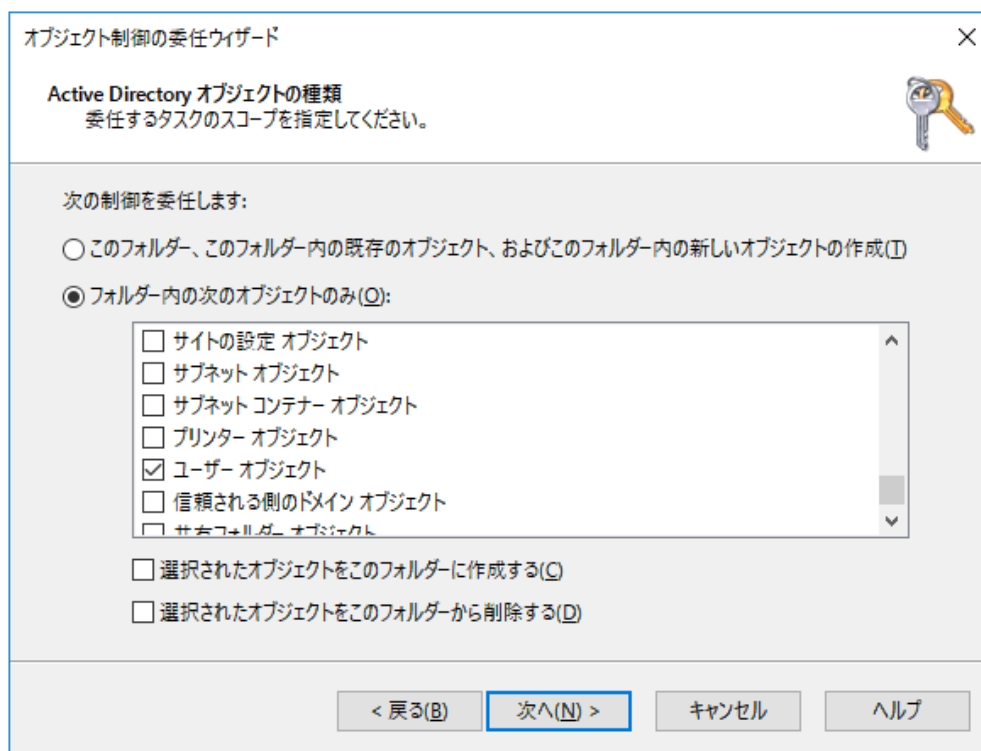 オブジェクト制御の委任ウィザード
Active Directory オブジェクトの種類
委任するタスクのスコープを指定してください。
次の制御を委任します:
このフォルダー、このフォルダー内の既存のオブジェクト、およびこのフォルダー内の新しいオブジェクトの作成(T)
フォルダー内の次のオブジェクトのみ(O):
サイトの設定 オブジェクト
サブネット オブジェクト
サブネット コンテナー オブジェクト
プリンター オブジェクト
ユーザー オブジェクト
信頼される側のドメイン オブジェクト
共有フォルダー オブジェクト
選択されたオブジェクトをこのフォルダーに作成する(C)
選択されたオブジェクトをこのフォルダーから削除する(D)
< 戻る(B) 次へ(N) > キャンセル ヘルプ